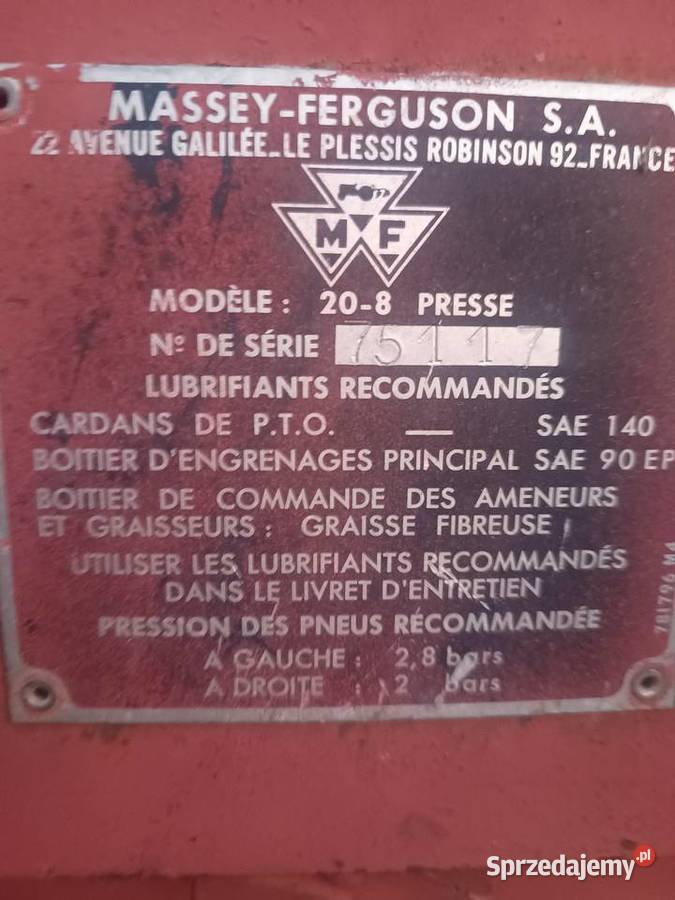 MASSEY-FERGUSON S.A.
22 AVENUE GALILÉE_LE PLESSIS ROBINSON 92_FRANCE
M F
MODÈLE : 20-8 PRESSE
Nº DE SÉRIE 75117
LUBRIFIANTS RECOMMANDÉS
CARDANS DE P.T.O. — SAE 140
BOITIER D'ENGRENAGES PRINCIPAL SAE 90 EP
BOITIER DE COMMANDE DES AMENEURS
ET GRAISSEURS : GRAISSE FIBREUSE
UTILISER LES LUBRIFIANTS RECOMMANDÉS
DANS LE LIVRET D'ENTRETIEN
PRESSION DES PNEUS RECOMMANDÉE
A GAUCHE : 2,8 bars
A DROITE : 2 bars
781796 M4
Sprzedajemy.pl